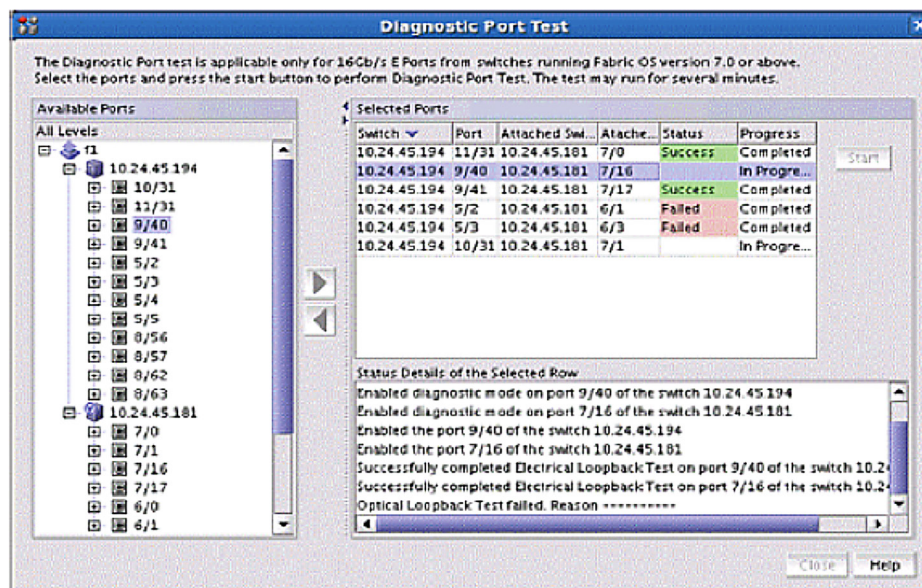 Diagnostic Port Test
The Diagnostic Port test is applicable only for 16Gb/s E Ports from switches running Fabric OS version 7.0 or above.
Select the ports and press the start button to perform Diagnostic Port Test. The test may run for several minutes.
Available Ports
All Levels
f1
10.24.45.194
10/31
11/31
9/40
9/41
5/2
5/3
5/4
5/5
8/56
8/57
8/62
8/63
10.24.45.181
7/0
7/1
7/16
7/17
6/0
6/1
Selected Ports
Switch Port Attached Swi... Atache... Status Progress
10.24.45.194 11/31 10.24.45.181 7/0 Success Completed
10.24.45.194 9/40 10.24.45.181 7/16 In Progre...
10.24.45.194 9/41 10.24.45.181 7/17 Success Completed
10.24.45.194 5/2 10.24.45.181 6/1 Failed Completed
10.24.45.194 5/3 10.24.45.181 6/3 Failed Completed
10.24.45.194 10/31 10.24.45.181 7/1 In Progre...
Start
Status Details of the Selected Row
Enabled diagnostic mode on port 9/40 of the switch 10.24.45.194
Enabled diagnostic mode on port 7/16 of the switch 10.24.45.181
Enabled the port 9/40 of the switch 10.24.45.194
Enabled the port 7/16 of the switch 10.24.45.181
Successfully completed Electrical Loopback Test on port 9/40 of the switch 10.24
Successfully completed Electrical Loopback Test on port 7/16 of the switch 10.24
Optical Loopback Test failed. Reason ----------
Close Help